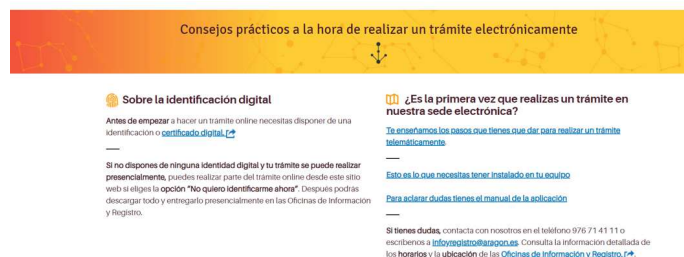 Consejos prácticos a la hora de realizar un trámite electrónicamente
Sobre la identificación digital
Antes de empezar a hacer un trámite online necesitas disponer de una
identificación o certificado digital.
Si no dispones de ninguna identidad digital y tu trámite se puede realizar
presencialmente, puedes realizar parte del trámite online desde este sitio
web si eliges la opción "No quiero identificarme ahora". Después podrás
descargar todo y entregarlo presencialmente en las Oficinas de Información
y Registro.
¿Es la primera vez que realizas un trámite en
nuestra sede electrónica?
Te enseñamos los pasos que tienes que dar para realizar un trámite
telemáticamente.
Esto es lo que necesitas tener instalado en tu equipo
Para aclarar dudas tienes el manual de la aplicación
Si tienes dudas, contacta con nosotros en el teléfono 976 71 41 11 o
escríbenos a infoyregistro@aragon.es. Consulta la información detallada de
los horarios y la ubicación de las Oficinas de Información y Registro.